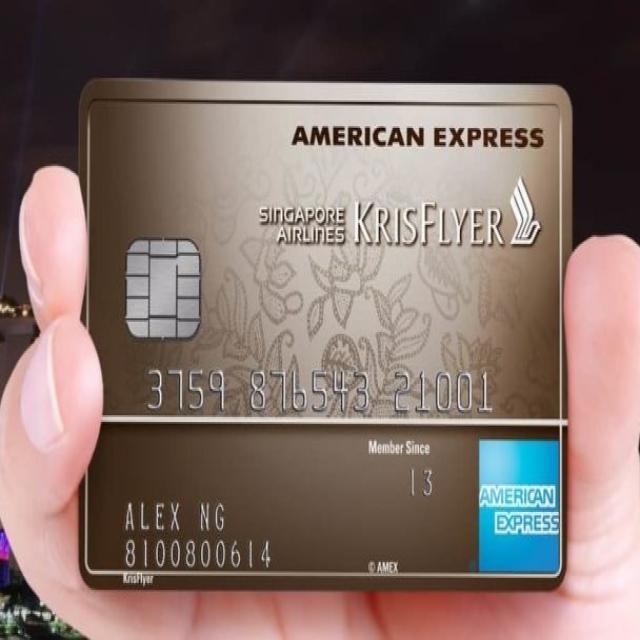 AMERICAN EXPRESS
SINGAPORE
AIRLINES KRISFLYER
3759 876543 21001
Member Since
13
AMERICAN
EXPRESS
ALEX NG
8100800614
KrisFlyer
© AMEX